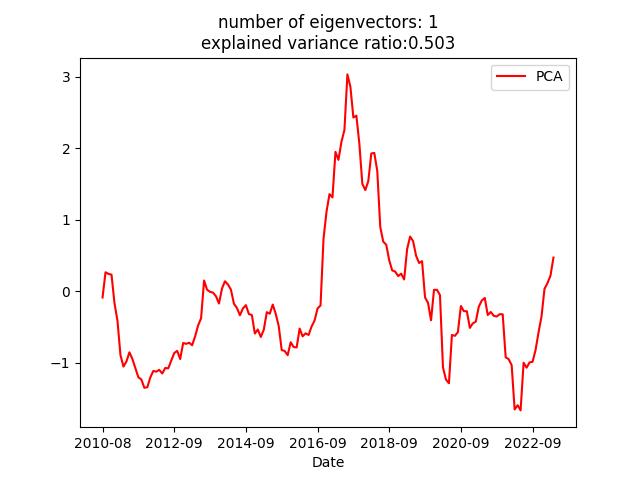 number of eigenvectors: 1
explained variance ratio:0.503
PCA
3
2
1
0
−1
2010-08 2012-09 2014-09 2016-09 2018-09 2020-09 2022-09
Date